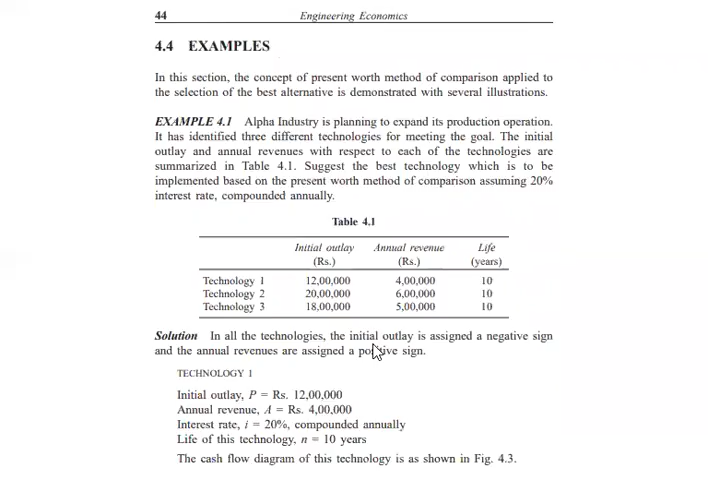 44 Engineering Economics
4.4 EXAMPLES
In this section, the concept of present worth method of comparison applied to
the selection of the best alternative is demonstrated with several illustrations.
EXAMPLE 4.1 Alpha Industry is planning to expand its production operation.
It has identified three different technologies for meeting the goal. The initial
outlay and annual revenues with respect to each of the technologies are
summarized in Table 4.1. Suggest the best technology which is to be
implemented based on the present worth method of comparison assuming 20%
interest rate, compounded annually.
Table 4.1
Initial outlay Annual revenue Life
(Rs.) (Rs.) (years)
Technology 1 12,00,000 4,00,000 10
Technology 2 20,00,000 6,00,000 10
Technology 3 18,00,000 5,00,000 10
Solution In all the technologies, the initial outlay is assigned a negative sign
and the annual revenues are assigned a positive sign.
TECHNOLOGY 1
Initial outlay, P = Rs. 12,00,000
Annual revenue, A = Rs. 4,00,000
Interest rate, i = 20%, compounded annually
Life of this technology, n = 10 years
The cash flow diagram of this technology is as shown in Fig. 4.3.